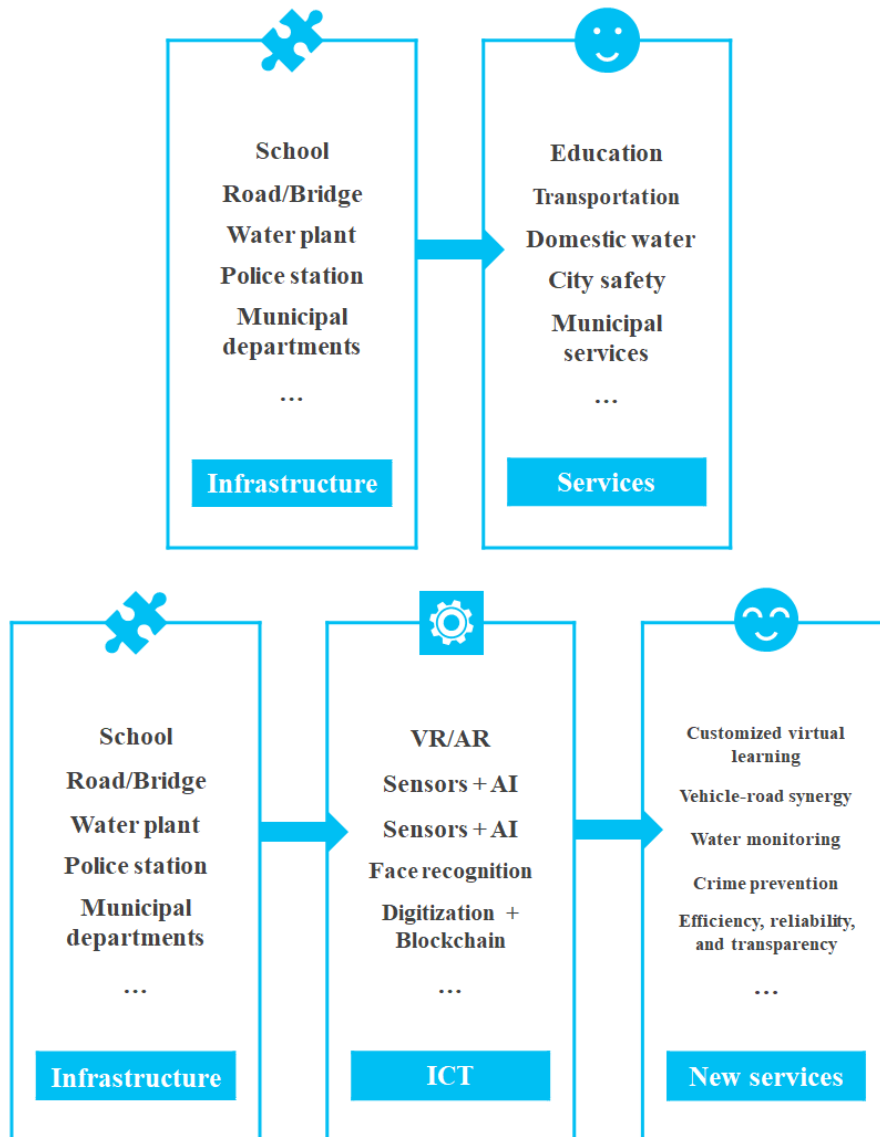 School
Road/Bridge
Water plant
Police station
Municipal
departments
...
Infrastructure
Education
Transportation
Domestic water
City safety
Municipal
services
...
Services
School
Road/Bridge
Water plant
Police station
Municipal
departments
...
Infrastructure
VR/AR
Sensors + AI
Sensors + AI
Face recognition
Digitization +
Blockchain
...
ICT
Customized virtual
learning
Vehicle-road synergy
Water monitoring
Crime prevention
Efficiency, reliability,
and transparency
...
New services